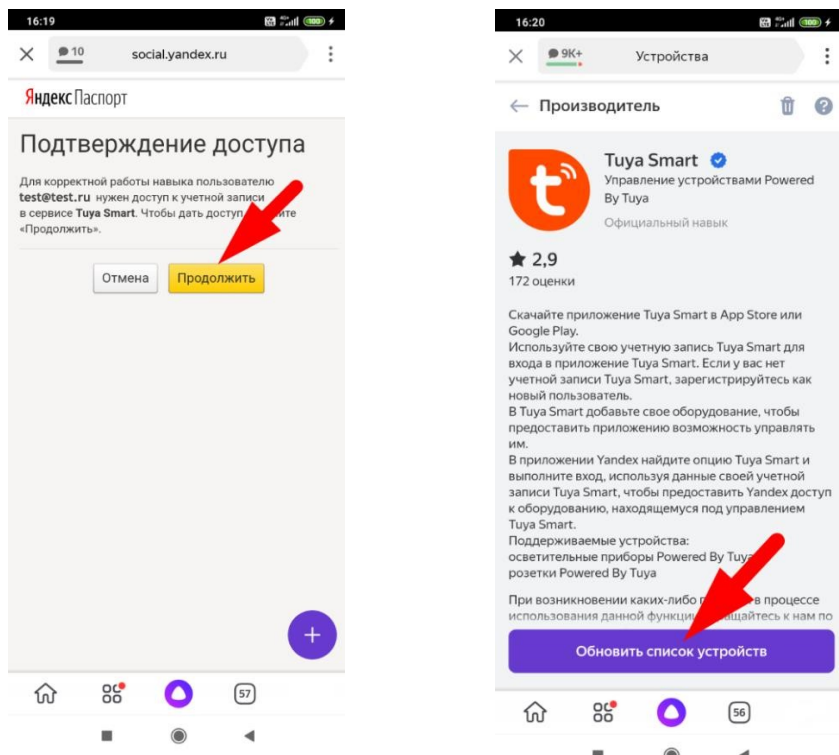 16:19
100
10
social.yandex.ru
Яндекс Паспорт
Подтверждение доступа
Для корректной работы навыка пользователю
test@test.ru нужен доступ к учетной записи
в сервисе Tuya Smart. Чтобы дать доступ
«Продолжить».
Отмена
Продолжить
57
16:20
100
9K+
Устройства
Производитель
Tuya Smart
Управление устройствами Powered
By Tuya
Официальный навык
2,9
172 оценки
Скачайте приложение Tuya Smart в App Store или
Google Play.
Используйте свою учетную запись Tuya Smart для
входа в приложение Tuya Smart. Если у вас нет
учетной записи Tuya Smart, зарегистрируйтесь как
новый пользователь.
В Tuya Smart добавьте свое оборудование, чтобы
предоставить приложению возможность управлять
им.
В приложении Yandex найдите опцию Tuya Smart и
выполните вход, используя данные своей учетной
записи Tuya Smart, чтобы предоставить Yandex доступ
к оборудованию, находящемуся под управлением
Tuya Smart.
Поддерживаемые устройства:
осветительные приборы Powered By Tuya
розетки Powered By Tuya
При возникновении каких-либо в процессе
использования данной функции к нам по
Обновить список устройств
56